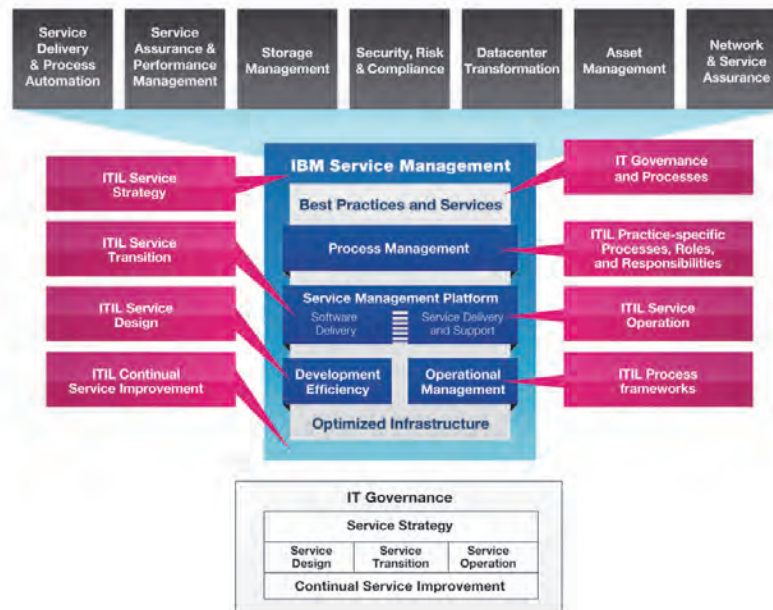 Service
Delivery
& Process
Automation
Service
Assurance &
Performance
Management
Storage
Management
Security, Risk
& Compliance
Datacenter
Transformation
Asset
Management
Network
& Service
Assurance
IBM Service Management
Best Practices and Services
Process Management
Service Management Platform
Software
Delivery
Service Delivery
and Support
Development
Efficiency
Operational
Management
Optimized Infrastructure
ITIL Service
Strategy
ITIL Service
Transition
ITIL Service
Design
ITIL Continual
Service Improvement
IT Governance
and Processes
ITIL Practice-specific
Processes, Roles,
and Responsibilities
ITIL Service
Operation
ITIL Process
frameworks
IT Governance
Service Strategy
Service
Design
Service
Transition
Service
Operation
Continual Service Improvement